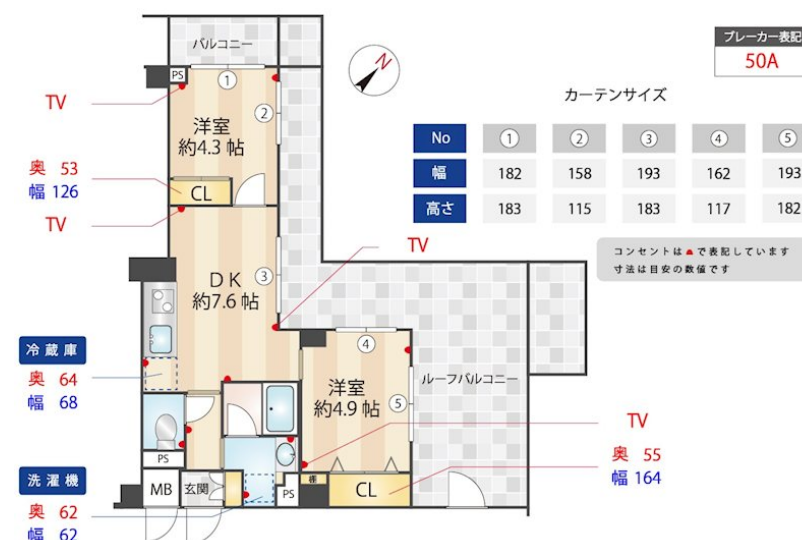 バルコニー
PS
①
TV
②
洋室
約4.3 帖
奥 53
幅 126
CL
TV
N
ブレーカー表記
50A
カーテンサイズ
No ① ② ③ ④ ⑤
幅 182 158 193 162 193
高さ 183 115 183 117 182
コンセントは▲で表記しています
寸法は目安の数値です
TV
DK
約7.6 帖
③
④
冷蔵庫
奥 64
幅 68
洋室
約4.9 帖
⑤
ルーフバルコニー
TV
奥 55
幅 164
PS
洗濯機
奥 62
幅 62
MB
玄関
PS
棚
CL